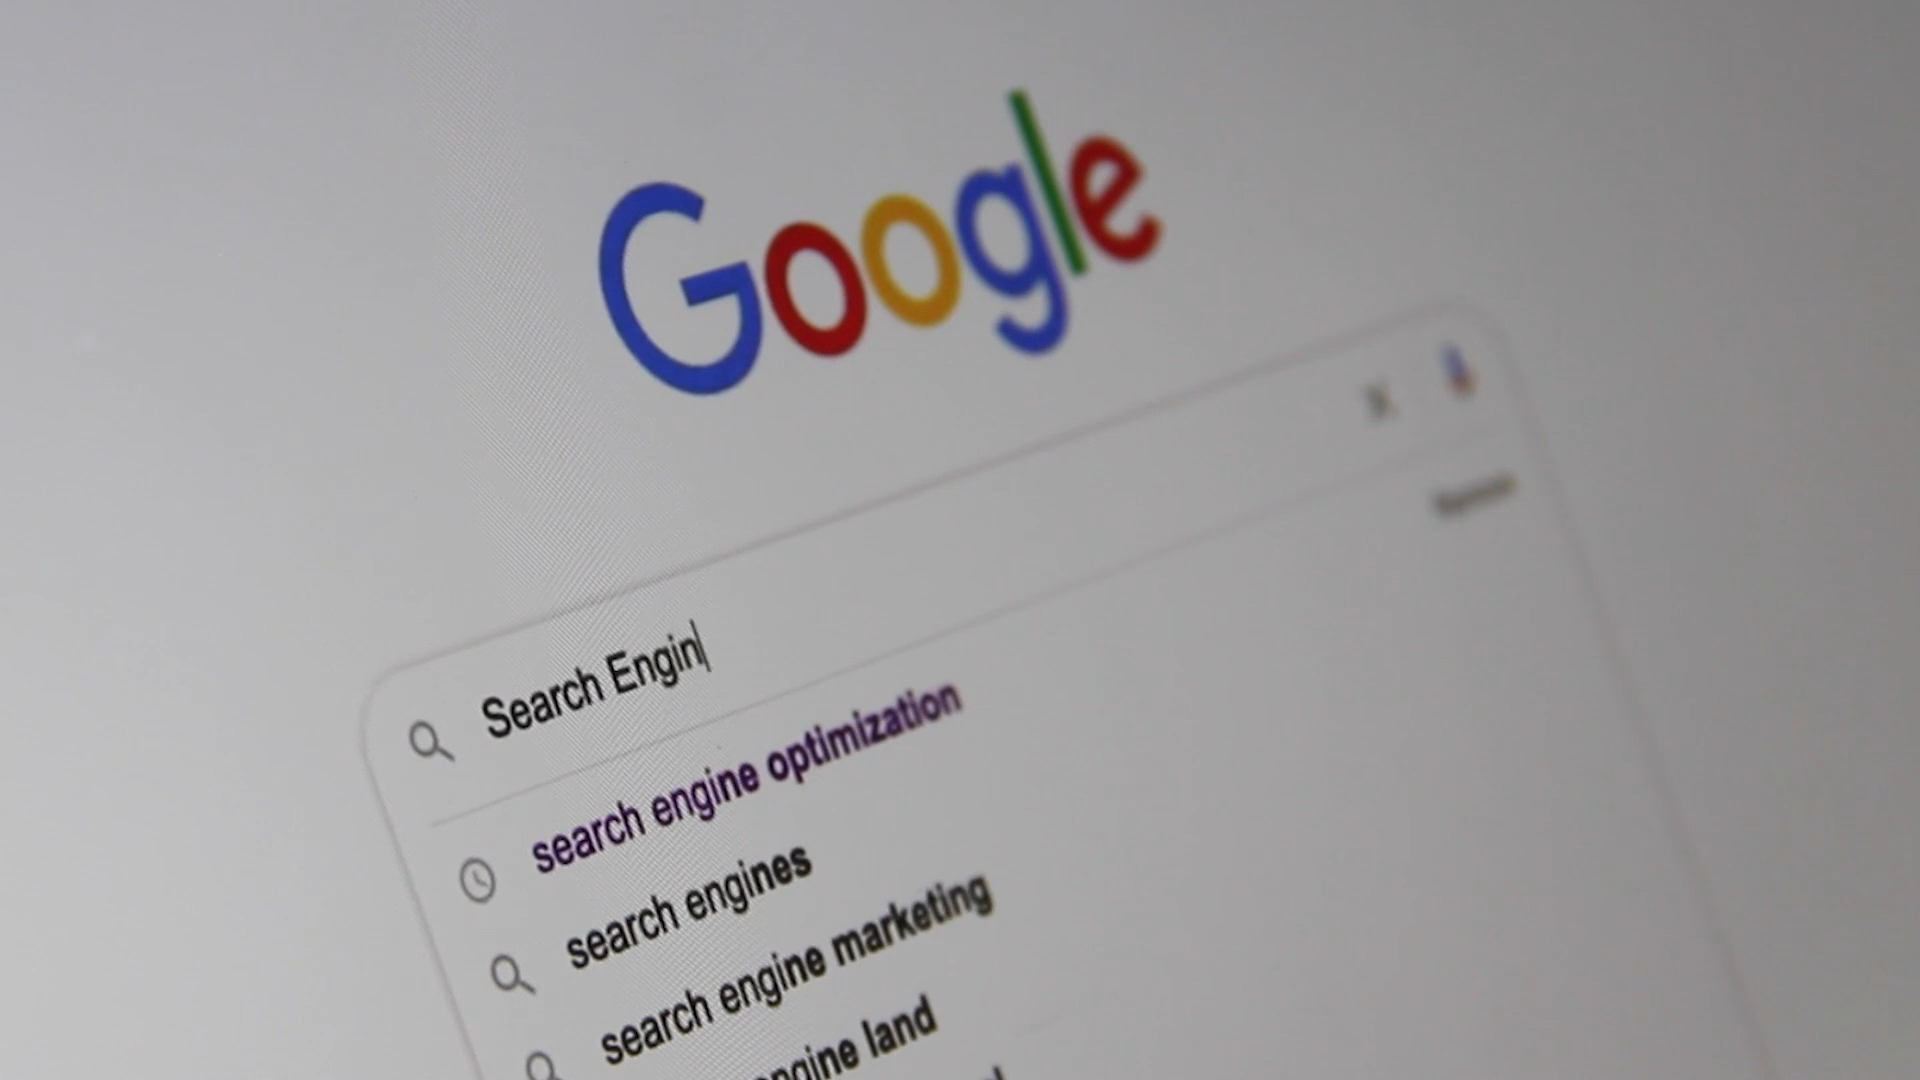 Google
Search Engin
search engine optimization
search engines
search engine marketing
engine land